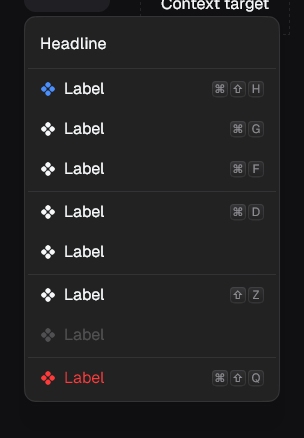 Context target
Headline
Label ⌘ ⇧ H
Label ⌘ G
Label ⌘ F
Label ⌘ D
Label
Label ⇧ Z
Label
Label ⌘ ⇧ Q